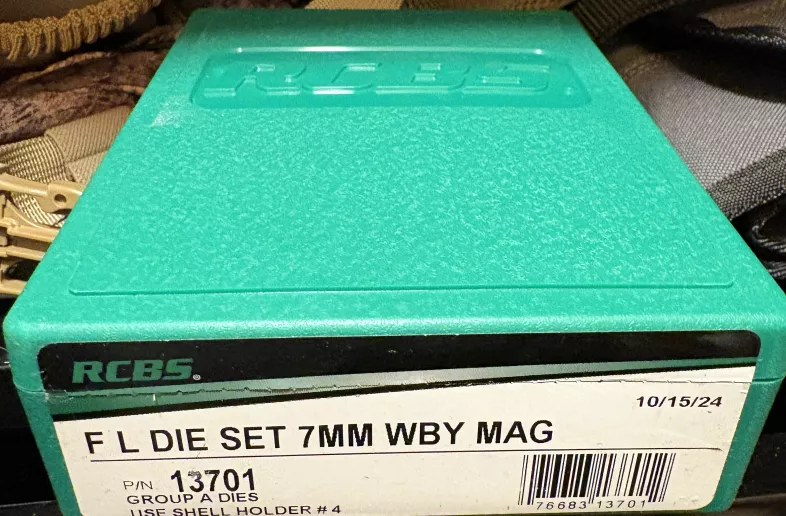 RCBS
RCBS®
10/15/24
F L DIE SET 7MM WBY MAG
P/N 13701
GROUP A DIES
USE SHELL HOLDER # 4
76683 13701